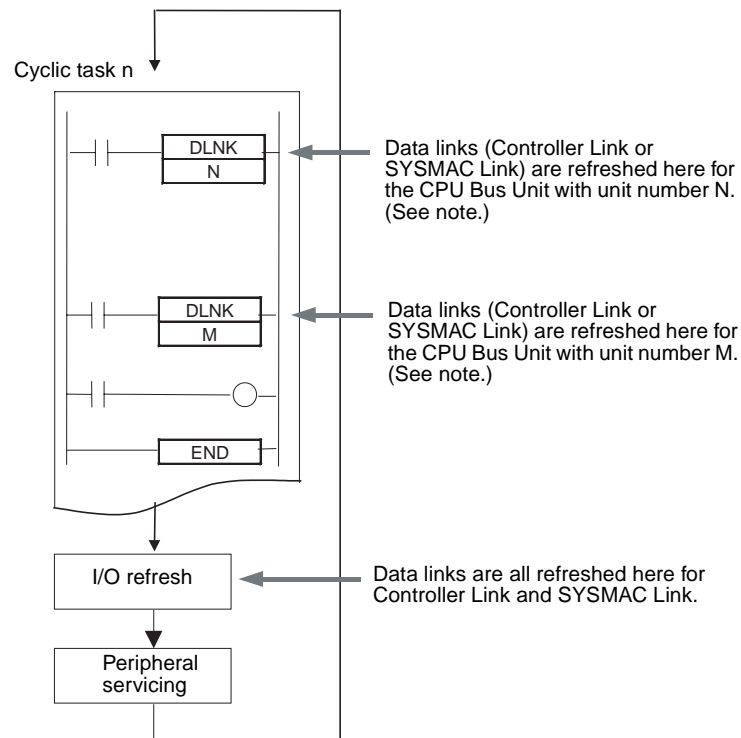 Cyclic task n
DLNK
N
Data links (Controller Link or
SYSMAC Link) are refreshed here for
the CPU Bus Unit with unit number N.
(See note.)
DLNK
M
Data links (Controller Link or
SYSMAC Link) are refreshed here for
the CPU Bus Unit with unit number M.
(See note.)
END
I/O refresh
Data links are all refreshed here for
Controller Link and SYSMAC Link.
Peripheral
servicing